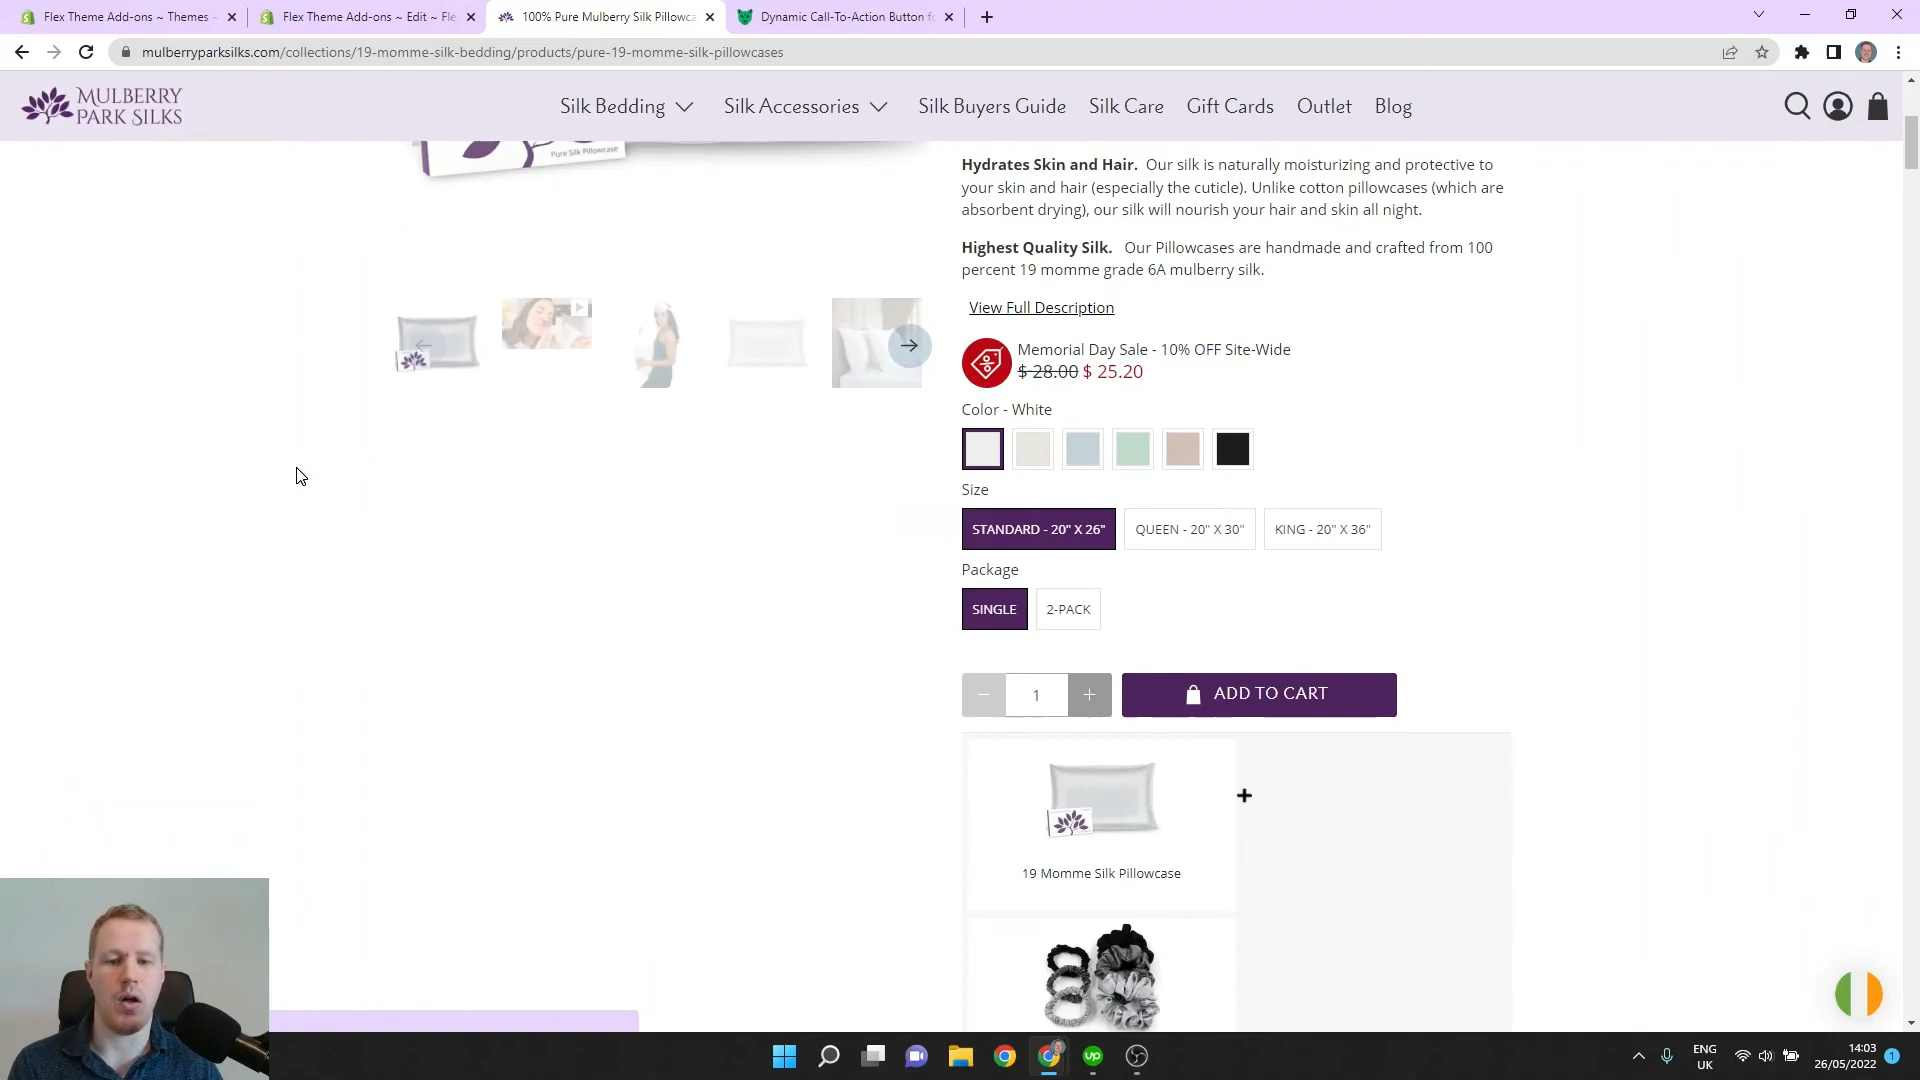 Flex Theme Add-ons ~ Themes ~
Flex Theme Add-ons ~ Edit ~ Fle
100% Pure Mulberry Silk Pillowca
Dynamic Call-To-Action Button fo
mulberryparksilks.com/collections/19-momme-silk-bedding/products/pure-19-momme-silk-pillowcases
MULBERRY
PARK SILKS
Silk Bedding
Silk Accessories
Silk Buyers Guide
Silk Care
Gift Cards
Outlet
Blog
Pure Silk Pillowcase
Hydrates Skin and Hair. Our silk is naturally moisturizing and protective to
your skin and hair (especially the cuticle). Unlike cotton pillowcases (which are
absorbent drying), our silk will nourish your hair and skin all night.
Highest Quality Silk. Our Pillowcases are handmade and crafted from 100
percent 19 momme grade 6A mulberry silk.
View Full Description
Memorial Day Sale - 10% OFF Site-Wide
$ 28.00 $ 25.20
Color - White
Size
STANDARD - 20" X 26"
QUEEN - 20" X 30"
KING - 20" X 36"
Package
SINGLE
2-PACK
1
ADD TO CART
19 Momme Silk Pillowcase
up
ENG
UK
14:03
26/05/2022
1